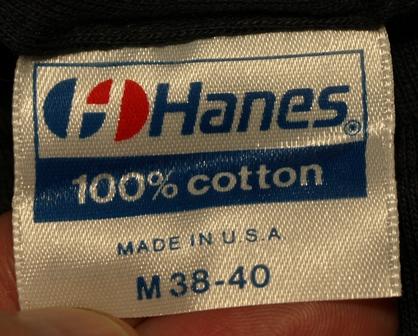 Hanes®
100% cotton
MADE IN U.S.A
M 38-40